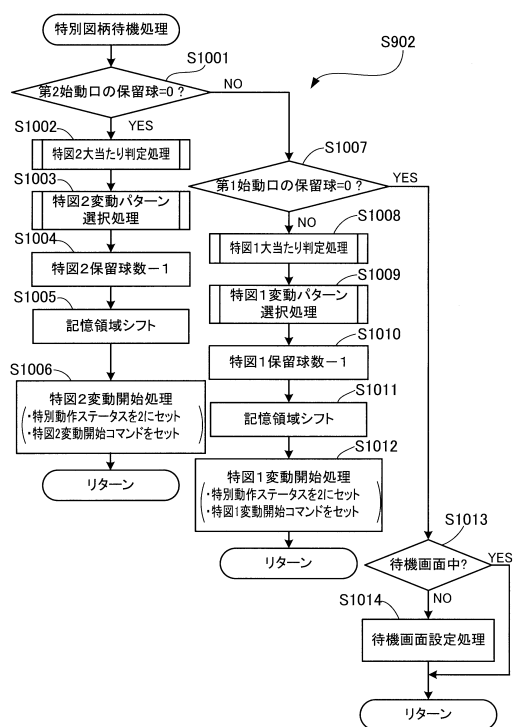 特別図柄待機処理
S902
S1001
第2始動口の保留球=0？
NO
YES
S1002
特図2大当たり判定処理
S1003
特図2変動パターン
選択処理
S1004
特図2保留球数－1
S1005
記憶領域シフト
S1006
特図2変動開始処理
・特別動作ステータスを2にセット
・特図2変動開始コマンドをセット
リターン
S1007
第1始動口の保留球=0？
YES
NO
S1008
特図1大当たり判定処理
S1009
特図1変動パターン
選択処理
S1010
特図1保留球数－1
S1011
記憶領域シフト
S1012
特図1変動開始処理
・特別動作ステータスを2にセット
・特図1変動開始コマンドをセット
リターン
S1013
待機画面中?
YES
NO
S1014
待機画面設定処理
リターン